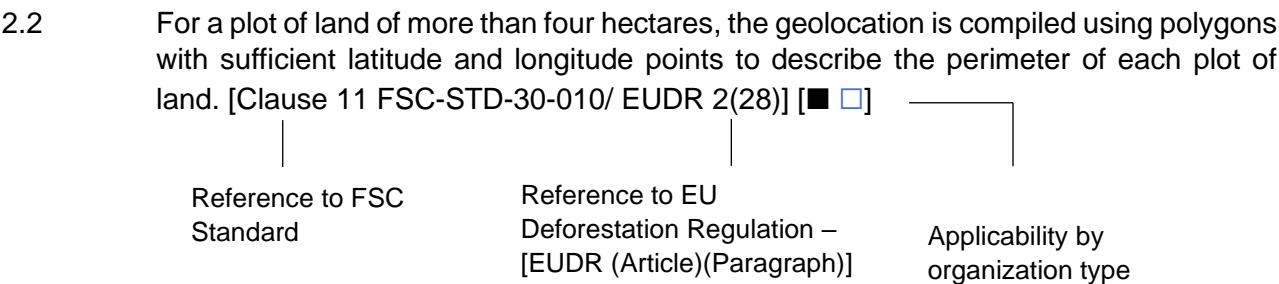 2.2 For a plot of land of more than four hectares, the geolocation is compiled using polygons
with sufficient latitude and longitude points to describe the perimeter of each plot of
land. [Clause 11 FSC-STD-30-010/ EUDR 2(28)] [■ □]
Reference to FSC
Standard
Reference to EU
Deforestation Regulation –
[EUDR (Article)(Paragraph)]
Applicability by
organization type